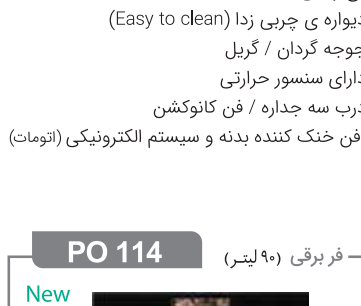 دیواره ی چربی زدا (Easy to clean)
جوجه گردان / گریل
دارای سنسور حرارتی
درب سه جداره / فن کانوکشن
فن خنک کننده بدنه و سیستم الکترونیکی (اتومات)
فر برقی (۹۰ لیتر)
PO 114
New